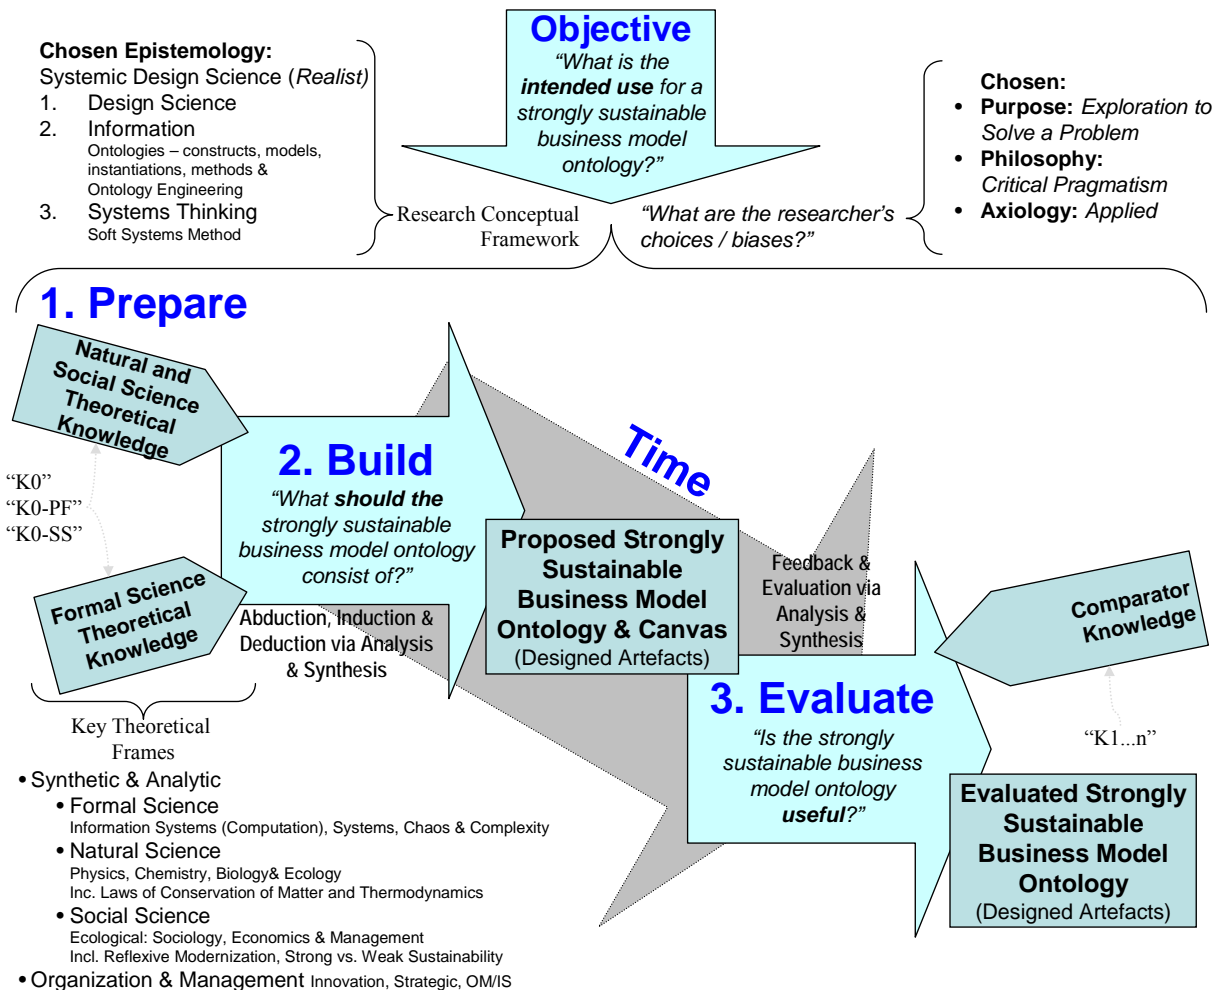 Objective
“What is the
intended use for a
strongly sustainable
business model
ontology?”
Chosen Epistemology:
Systemic Design Science (Realist)
1. Design Science
2. Information
Ontologies – constructs, models,
instantiations, methods &
Ontology Engineering
3. Systems Thinking
Soft Systems Method
Research Conceptual
Framework
“What are the researcher’s
choices / biases?”
Chosen:
• Purpose: Exploration to
Solve a Problem
• Philosophy:
Critical Pragmatism
• Axiology: Applied
1. Prepare
Natural and
Social Science
Theoretical
Knowledge
“K0”
“K0-PF”
“K0-SS”
Formal Science
Theoretical
Knowledge
Key Theoretical
Frames
2. Build
“What should the
strongly sustainable
business model ontology
consist of?”
Abduction, Induction &
Deduction via Analysis
& Synthesis
Time
Proposed Strongly
Sustainable
Business Model
Ontology & Canvas
(Designed Artefacts)
Feedback &
Evaluation via
Analysis &
Synthesis
Comparator
Knowledge
“K1...n”
3. Evaluate
“Is the strongly
sustainable business
model ontology
useful?”
Evaluated Strongly
Sustainable
Business Model
Ontology
(Designed Artefacts)
• Synthetic & Analytic
• Formal Science
Information Systems (Computation), Systems, Chaos & Complexity
• Natural Science
Physics, Chemistry, Biology& Ecology
Inc. Laws of Conservation of Matter and Thermodynamics
• Social Science
Ecological: Sociology, Economics & Management
Incl. Reflexive Modernization, Strong vs. Weak Sustainability
• Organization & Management Innovation, Strategic, OM/IS